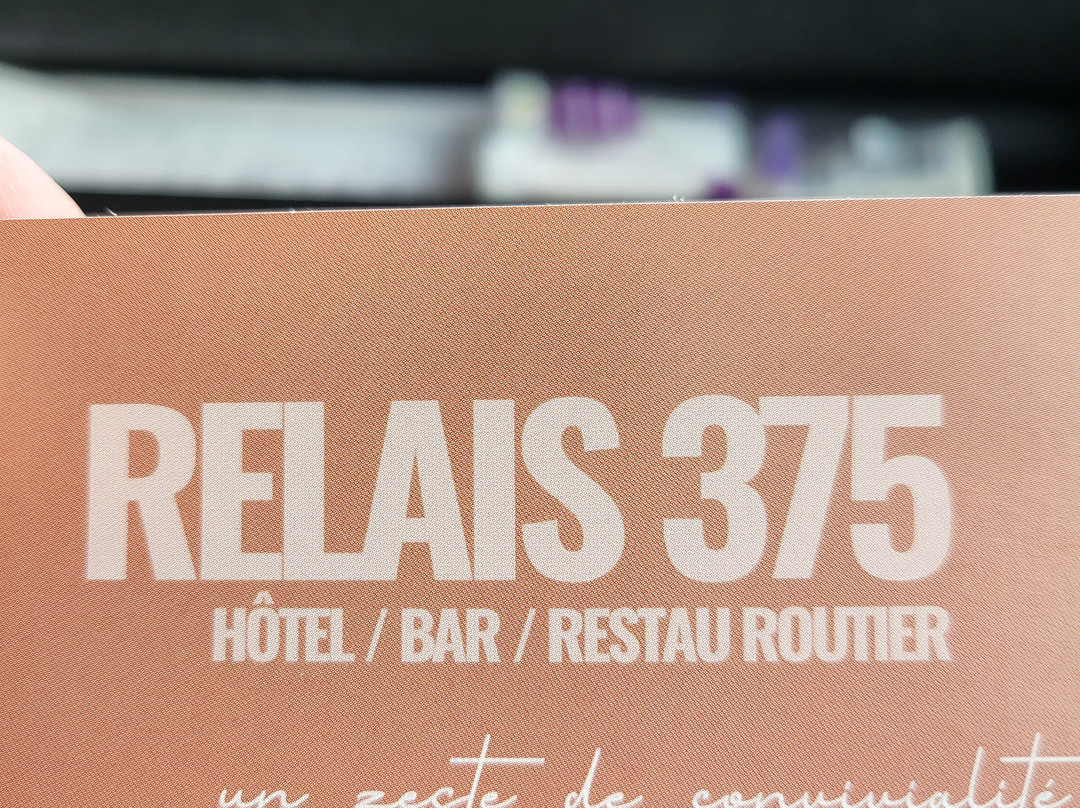 RELAIS 375
HÔTEL / BAR / RESTAU ROUTIER
un zeste de convivialité